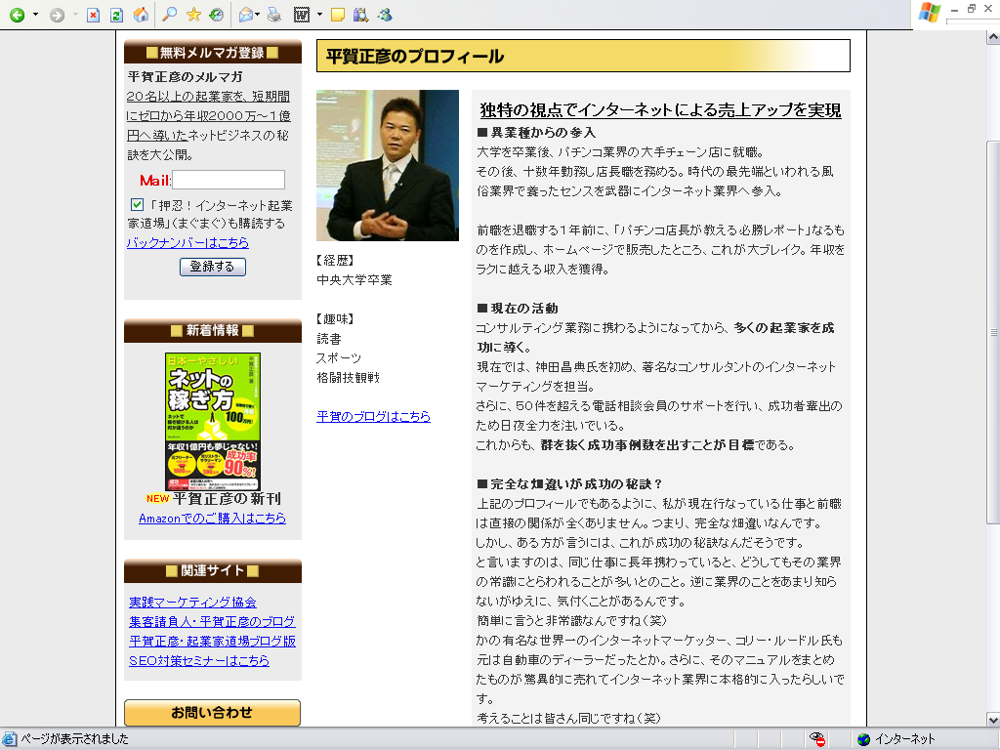 無料メルマガ登録
平賀正彦のメルマガ
20名以上の起業家を、短期間
にゼロから年収2000万～1億
円へ導いたネットビジネスの秘
訣を大公開。
Mail:
「押忍！インターネット起業
家道場」(まぐまぐ)も購読する
バックナンバーはこちら
登録する
新着情報
日本一やさしい
ネットの
稼ぎ方
100万円!
年収1億円も夢じゃない!
成功率
90%!
NEW 平賀正彦の新刊
Amazonでのご購入はこちら
関連サイト
実践マーケティング協会
集客請負人・平賀正彦のブログ
平賀正彦・起業家道場ブログ版
SEO対策セミナーはこちら
お問い合わせ
平賀正彦のプロフィール
【経歴】
中央大学卒業
【趣味】
読書
スポーツ
格闘技観戦
平賀のブログはこちら
独特の視点でインターネットによる売上アップを実現
■異業種からの参入
大学を卒業後、パチンコ業界の大手チェーン店に就職。
その後、十数年勤務し店長職を務める。時代の最先端といわれる風
俗業界で養ったセンスを武器にインターネット業界へ参入。
前職を退職する1年前に、「パチンコ店長が教える必勝レポート」なるも
のを作成し、ホームページで販売したところ、これが大ブレイク。年収を
ラクに越える収入を獲得。
■現在の活動
コンサルティング業務に携わるようになってから、多くの起業家を成
功に導く。
現在では、神田昌典氏を初め、著名なコンサルタントのインターネット
マーケティングを担当。
さらに、50件を超える電話相談会員のサポートを行い、成功者輩出の
ため日夜全力を注いでいる。
これからも、群を抜く成功事例数を出すことが目標である。
■完全な畑違いが成功の秘訣？
上記のプロフィールでもあるように、私が現在行なっている仕事と前職
は直接の関係が全くありません。つまり、完全な畑違いなんです。
しかし、ある方が言うには、これが成功の秘訣なんだそうです。
と言いますのは、同じ仕事に長年携わっていると、どうしてもその業界
の常識にとらわれることが多いとのこと。逆に業界のことをあまり知ら
ないがゆえに、気付くことがあるんです。
簡単に言うと非常識なんですね（笑）
かの有名な世界一のインターネットマーケッター、コリー・ルードル氏も
元は自動車のディーラーだったとか。さらに、そのマニュアルをまとめ
たものが驚異的に売れてインターネット業界に本格的に入ったらしいで
す。
考えることは皆さん同じですね（笑）
ページが表示されました
インターネット